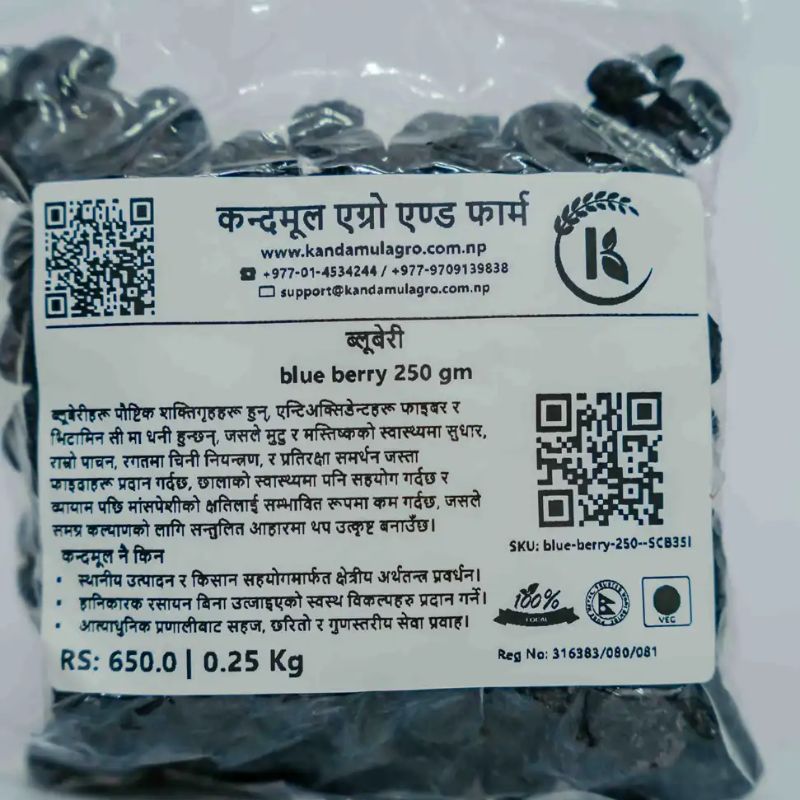 कन्दमूल एग्रो एण्ड फार्म
www.kandamulagro.com.np
+977-01-4534244 / +977-9709139838
support@kandamulagro.com.np
ब्लूबेरी
blue berry 250 gm
ब्लूबेरीहरू पौष्टिक शक्तिगृहहरू हुन्, एन्टिअक्सिडेन्टहरू फाइबर र
भिटामिन सी मा धनी हुन्छन्, जसले मुटु र मस्तिष्कको स्वास्थ्यमा सुधार,
राम्रो पाचन, रगतमा चिनी नियन्त्रण, र प्रतिरक्षा समर्थन जस्ता
फाइदाहरू प्रदान गर्दछ, छालाको स्वास्थ्यमा पनि सहयोग गर्दछ र
व्यायाम पछि मांसपेशीको क्षतिलाई सम्भावित रूपमा कम गर्दछ, जसले
समग्र कल्याणको लागि सन्तुलित आहारमा थप उत्कृष्ट बनाउँछ।
SKU: blue-berry-250--SCB35I
कन्दमूल नै किन
• स्थानीय उत्पादन र किसान सहयोगमार्फत क्षेत्रीय अर्थतन्त्र प्रवर्धन।
• हानिकारक रसायन बिना उत्जाइएको स्वस्थ विकल्पहरु प्रदान गर्ने।
• आत्याधुनिक प्रणालीबाट सहज, छरितो र गुणस्तरीय सेवा प्रवाह।
100%
LOCAL
VEG
RS: 650.0 | 0.25 Kg
Reg No: 316383/080/081